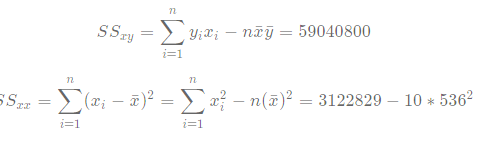 SS_{xy} = \sum_{i=1}^{n} y_i x_i - n\bar{x}\bar{y} = 59040800
SS_{xx} = \sum_{i=1}^{n} (x_i - \bar{x})^2 = \sum_{i=1}^{n} x_i^2 - n(\bar{x})^2 = 3122829 - 10 * 536^2